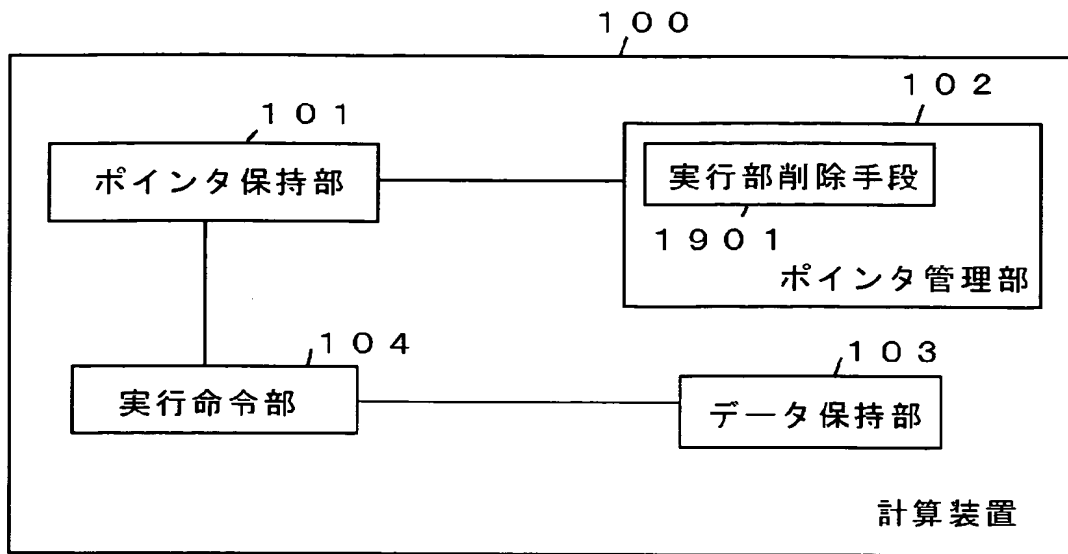 １００
１０２
１０１
ポインタ保持部
実行部削除手段
１９０１
ポインタ管理部
１０４
１０３
実行命令部
データ保持部
計算装置